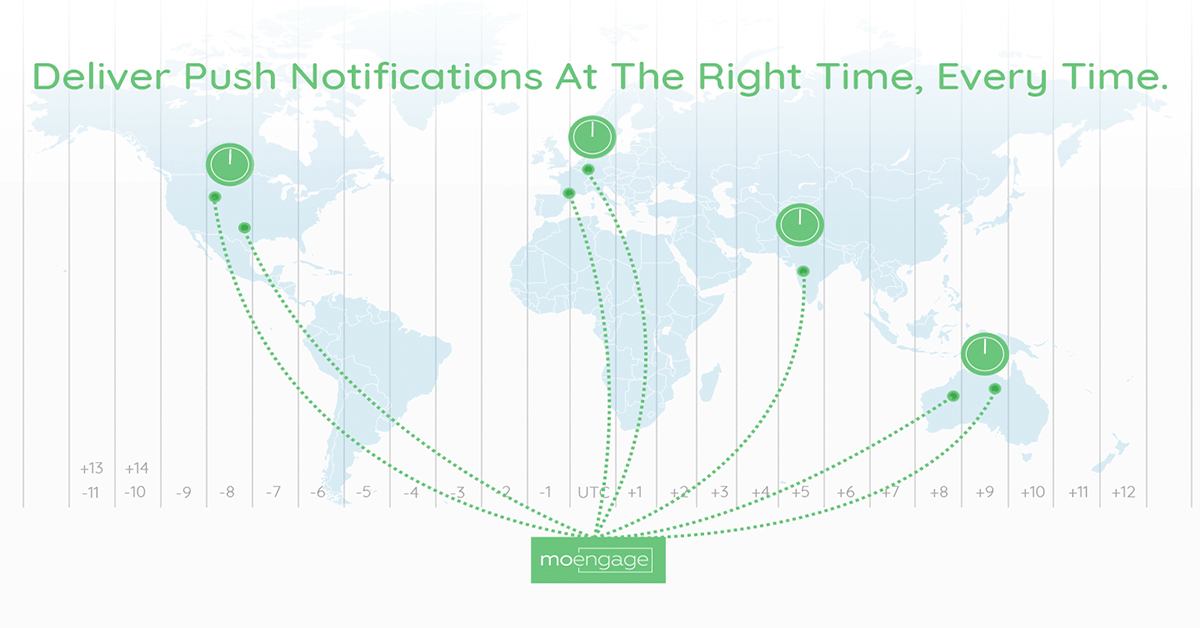 Deliver Push Notifications At The Right Time, Every Time.
+13 +14
-11 -10 -9 -8 -7 -6 -5 -4 -3 -2 -1 UTC +1 +2 +3 +4 +5 +6 +7 +8 +9 +10 +11 +12
moengage